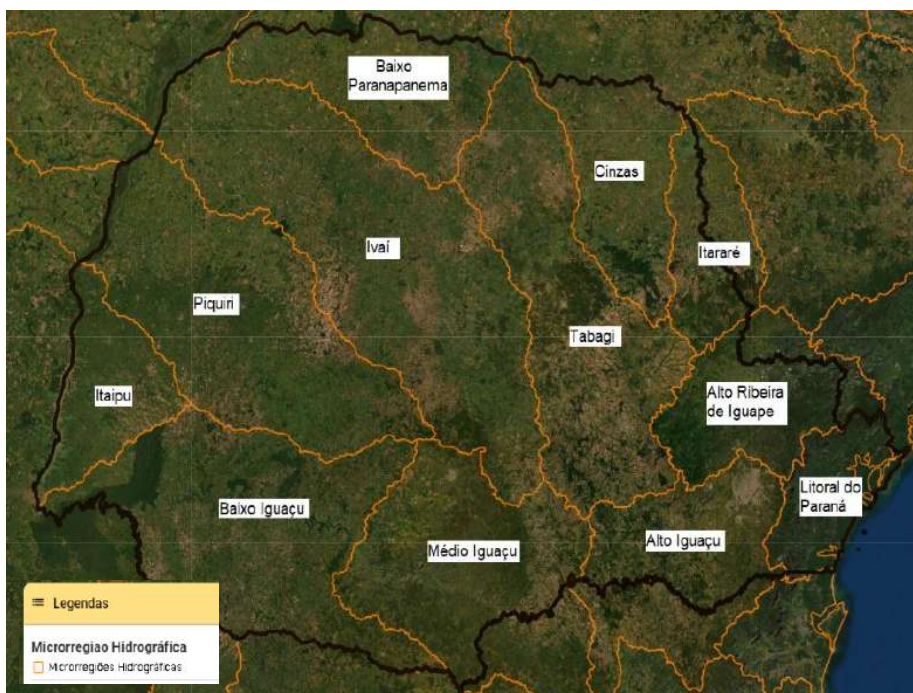 Baixo
Paranapanema
Cinzas
Ivaí
Itararé
Piquiri
Tabagi
Itaipu
Alto Ribeira
de Iguape
Baixo Iguaçu
Litoral do
Paraná
Médio Iguaçu
Alto Iguaçu
Legendas
Microrregiao Hidrográfica
Microrregiões Hidrográficas